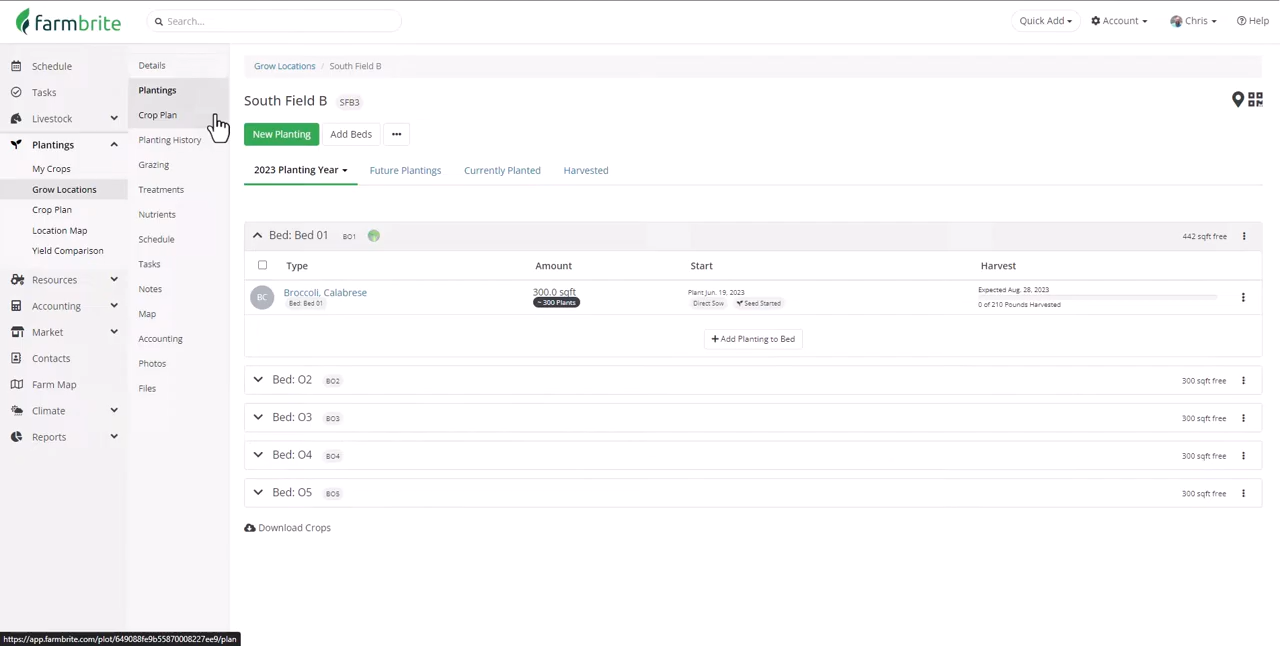 farmbrite
Search...
Quick Add
Account
Chris
Help
Schedule
Tasks
Livestock
Plantings
My Crops
Grow Locations
Crop Plan
Location Map
Yield Comparison
Resources
Accounting
Market
Contacts
Farm Map
Climate
Reports
Details
Plantings
Crop Plan
Planting History
Grazing
Treatments
Nutrients
Schedule
Tasks
Notes
Map
Accounting
Photos
Files
Grow Locations / South Field B
South Field B SFB3
New Planting Add Beds
2023 Planting Year Future Plantings Currently Planted Harvested
Bed: Bed 01 BO1 442 sqft free
Type Amount Start Harvest
BC Broccoli, Calabrese 300.0 sqft Plant Jun. 19, 2023 Expected Aug. 28, 2023
Bed: Bed 01 ~ 300 Plants Direct Sow Seed Started 0 of 210 Pounds Harvested
+ Add Planting to Bed
Bed: O2 BO2 300 sqft free
Bed: O3 BO3 300 sqft free
Bed: O4 BO4 300 sqft free
Bed: O5 BO5 300 sqft free
Download Crops
https://app.farmbrite.com/plot/649088fe9b55870008227ee9/plan